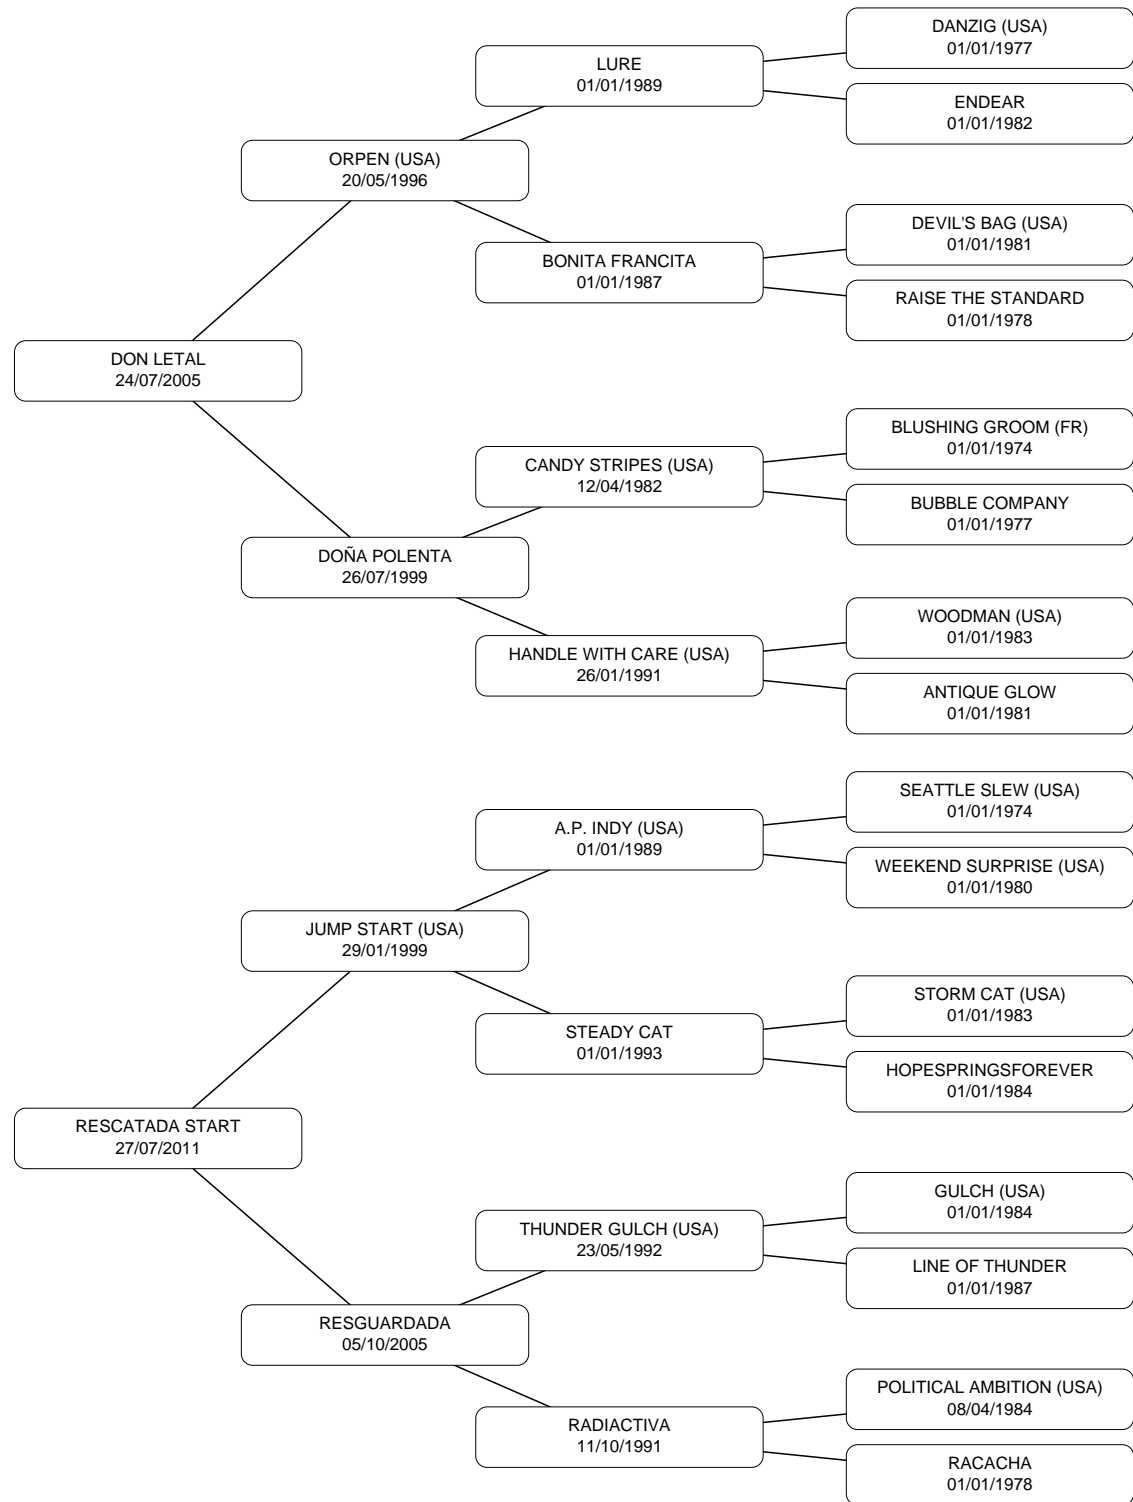 DANZIG (USA)
01/01/1977
LURE
01/01/1989
ENDEAR
01/01/1982
ORPEN (USA)
20/05/1996
DEVIL'S BAG (USA)
01/01/1981
BONITA FRANCITA
01/01/1987
RAISE THE STANDARD
01/01/1978
DON LETAL
24/07/2005
BLUSHING GROOM (FR)
01/01/1974
CANDY STRIPES (USA)
12/04/1982
BUBBLE COMPANY
01/01/1977
DOÑA POLENTA
26/07/1999
WOODMAN (USA)
01/01/1983
HANDLE WITH CARE (USA)
26/01/1991
ANTIQUE GLOW
01/01/1981
SEATTLE SLEW (USA)
01/01/1974
A.P. INDY (USA)
01/01/1989
WEEKEND SURPRISE (USA)
01/01/1980
JUMP START (USA)
29/01/1999
STORM CAT (USA)
01/01/1983
STEADY CAT
01/01/1993
HOPESPRINGSFOREVER
01/01/1984
RESCATADA START
27/07/2011
GULCH (USA)
01/01/1984
THUNDER GULCH (USA)
23/05/1992
LINE OF THUNDER
01/01/1987
RESGUARDADA
05/10/2005
POLITICAL AMBITION (USA)
08/04/1984
RADIACTIVA
11/10/1991
RACACHA
01/01/1978